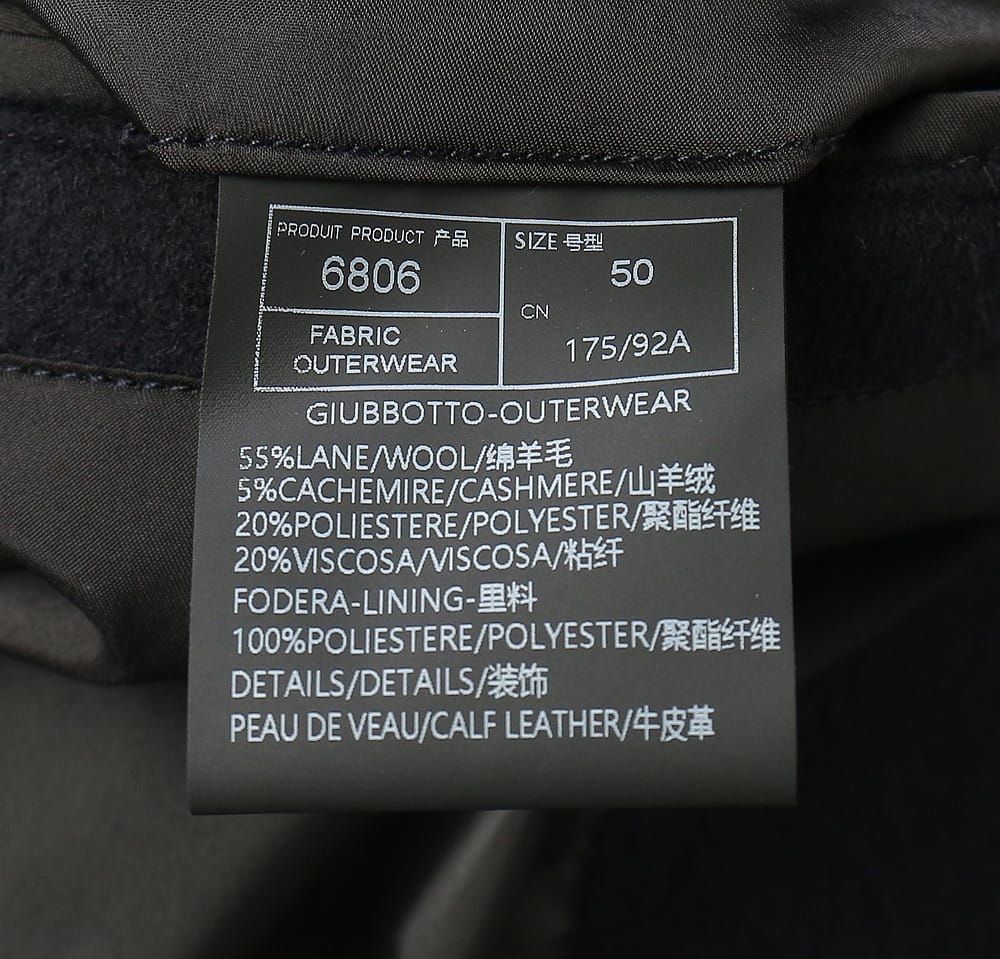 PRODUIT PRODUCT 产品
6806
FABRIC
OUTERWEAR
SIZE 号型
50
CN
175/92A
GIUBBOTTO-OUTERWEAR
55%LANE/WOOL/绵羊毛
5%CACHEMIRE/CASHMERE/山羊绒
20%POLIESTERE/POLYESTER/聚酯纤维
20%VISCOSA/VISCOSA/粘纤
FODERA-LINING-里料
100%POLIESTERE/POLYESTER/聚酯纤维
DETAILS/DETAILS/装饰
PEAU DE VEAU/CALF LEATHER/牛皮革